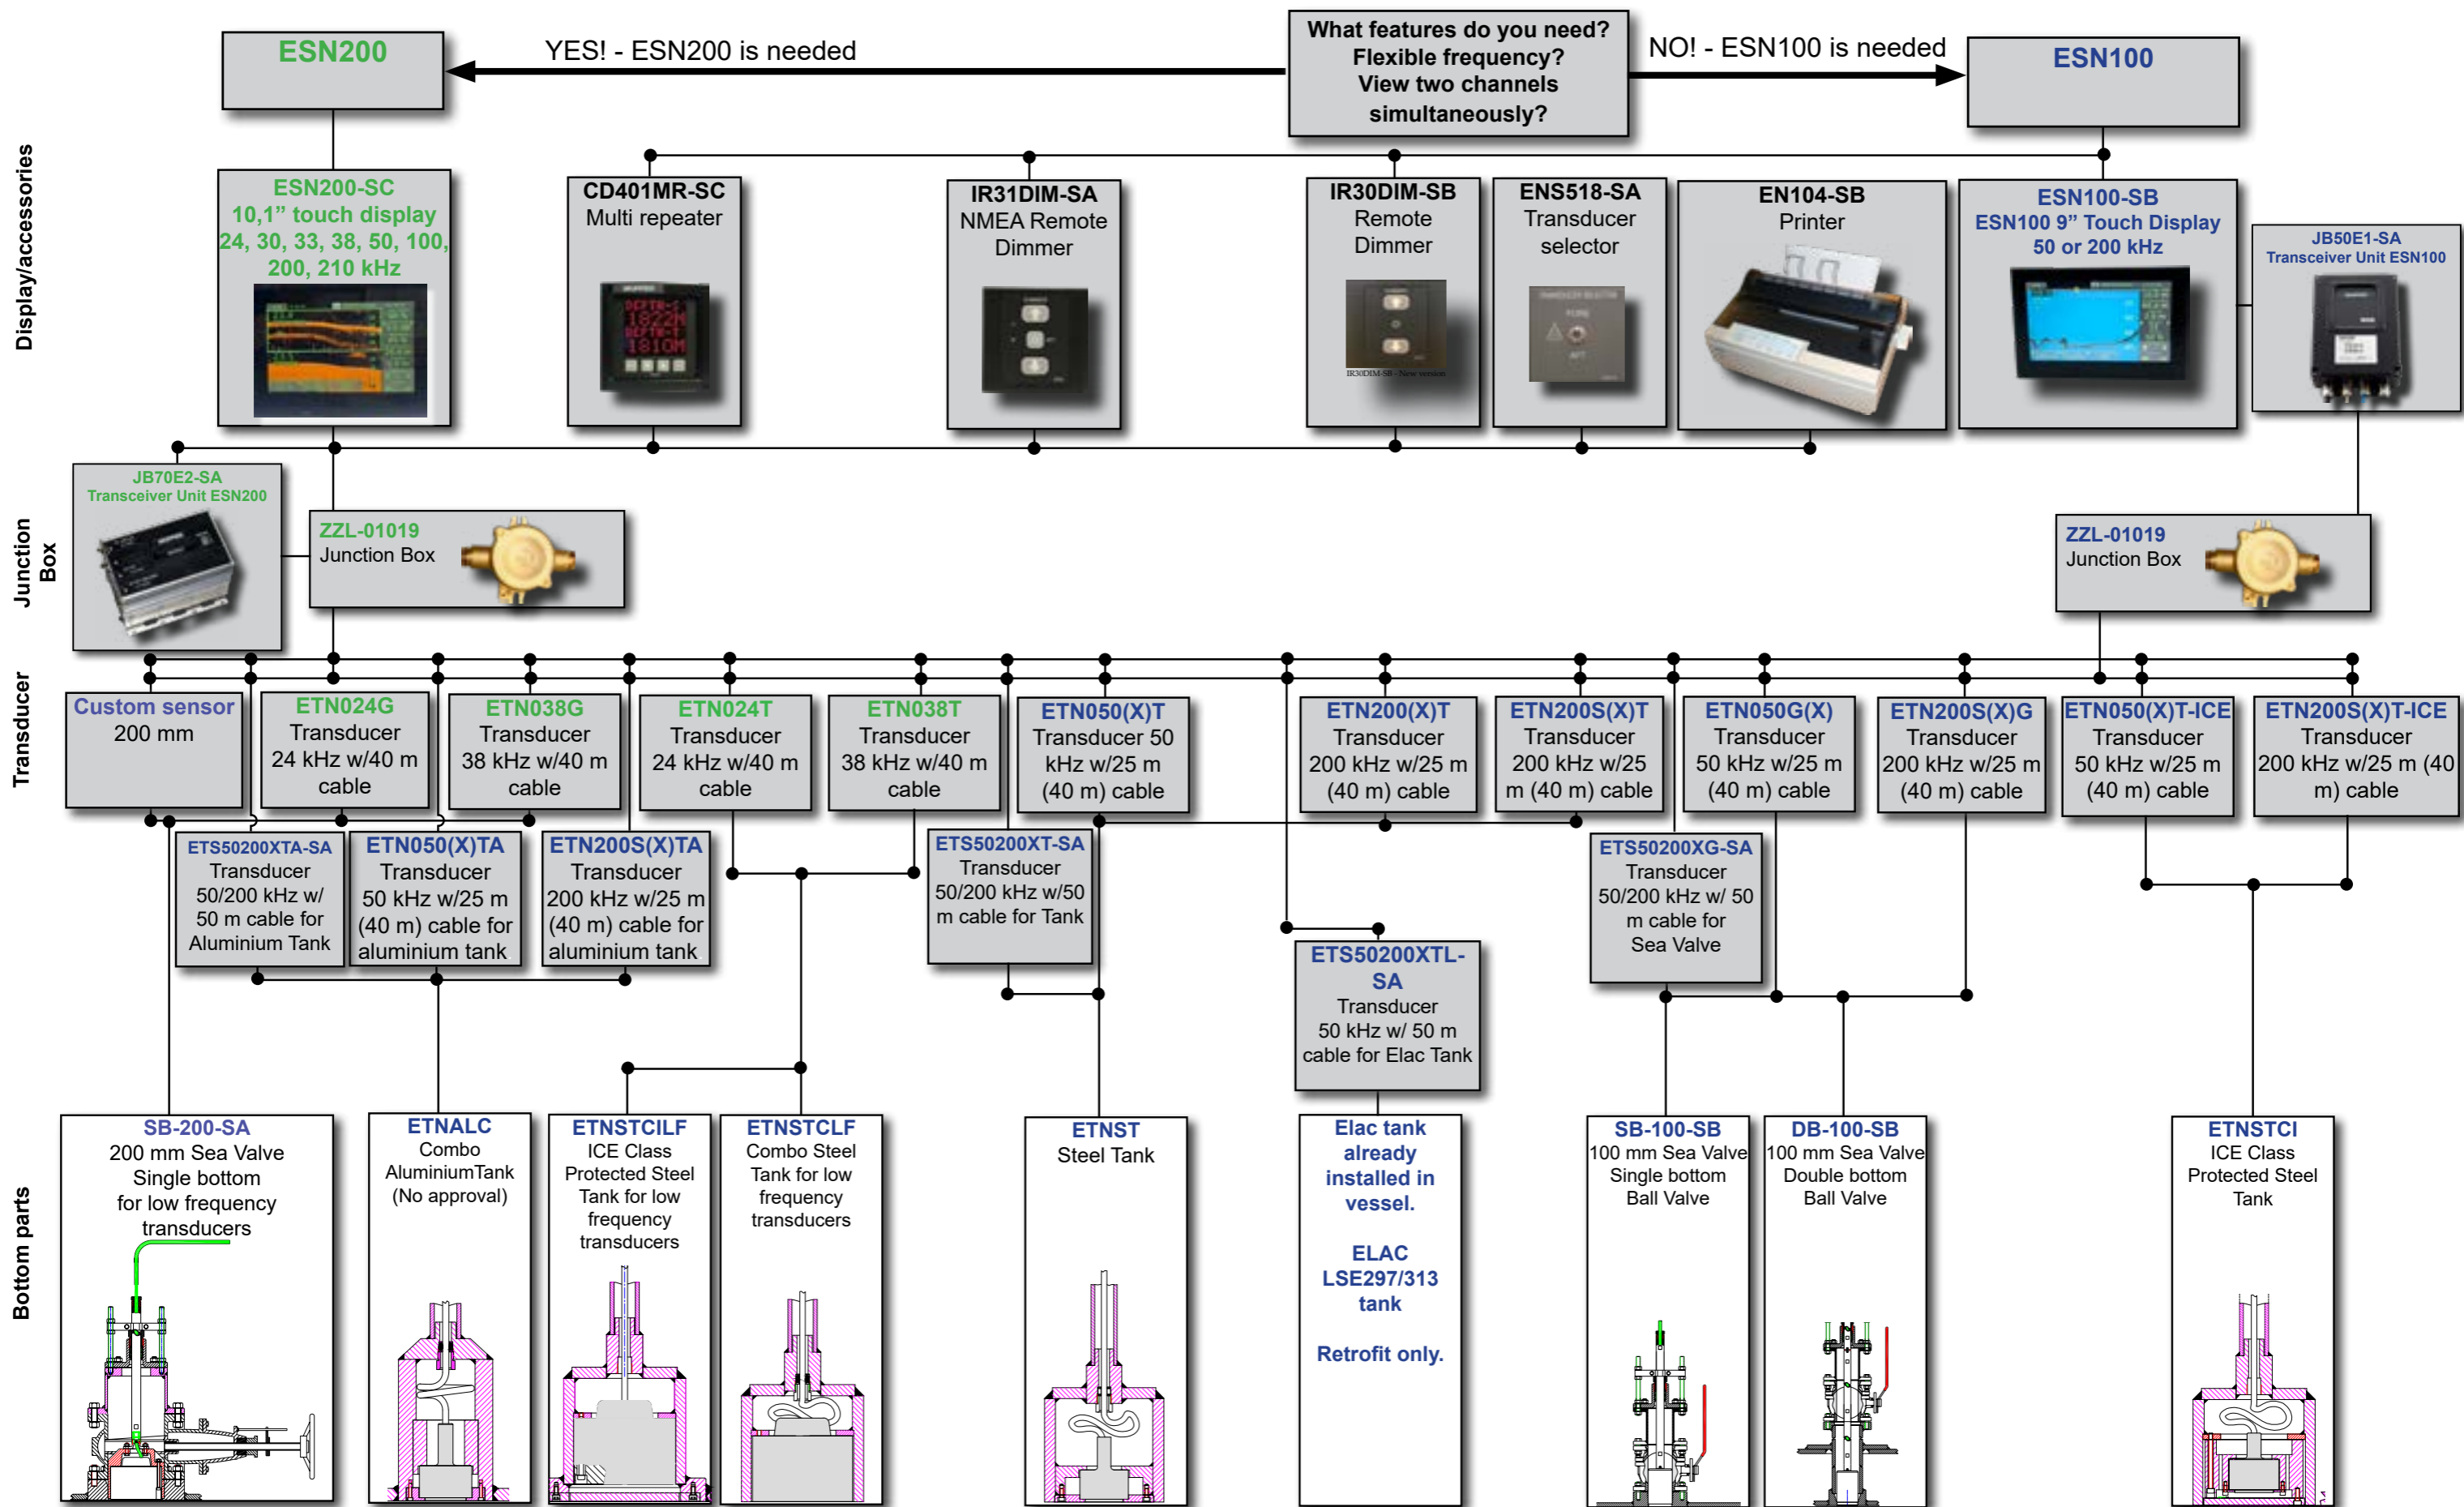 What features do you need?
Flexible frequency?
View two channels
simultaneously?
YES! - ESN200 is needed
NO! - ESN100 is needed
ESN200
ESN100
Display/accessories
ESN200-SC
10,1” touch display
24, 30, 33, 38, 50, 100,
200, 210 kHz
CD401MR-SC
Multi repeater
DEPTH-S
1822M
DEPTH-T
1810M
IR31DIM-SA
NMEA Remote
Dimmer
IR30DIM-SB
Remote
Dimmer
IR30DIM-SB - New version
ENS518-SA
Transducer
selector
TRANSDUCER SELECTOR
FORE
AFT
EN104-SB
Printer
ESN100-SB
ESN100 9” Touch Display
50 or 200 kHz
JB50E1-SA
Transceiver Unit ESN100
Junction
Box
JB70E2-SA
Transceiver Unit ESN200
ZZL-01019
Junction Box
ZZL-01019
Junction Box
Transducer
Custom sensor
200 mm
ETN024G
Transducer
24 kHz w/40 m
cable
ETN038G
Transducer
38 kHz w/40 m
cable
ETN024T
Transducer
24 kHz w/40 m
cable
ETN038T
Transducer
38 kHz w/40 m
cable
ETN050(X)T
Transducer 50
kHz w/25 m
(40 m) cable
ETN200(X)T
Transducer
200 kHz w/25 m
(40 m) cable
ETN200S(X)T
Transducer
200 kHz w/25
m (40 m) cable
ETN050G(X)
Transducer
50 kHz w/25 m
(40 m) cable
ETN200S(X)G
Transducer
200 kHz w/25 m
(40 m) cable
ETN050(X)T-ICE
Transducer
50 kHz w/25 m
(40 m) cable
ETN200S(X)T-ICE
Transducer
200 kHz w/25 m (40
m) cable
ETS50200XTA-SA
Transducer
50/200 kHz w/
50 m cable for
Aluminium Tank
ETN050(X)TA
Transducer
50 kHz w/25 m
(40 m) cable for
aluminium tank.
ETN200S(X)TA
Transducer
200 kHz w/25 m
(40 m) cable for
aluminium tank.
ETS50200XT-SA
Transducer
50/200 kHz w/50
m cable for Tank
ETS50200XTL-
SA
Transducer
50 kHz w/ 50 m
cable for Elac Tank
ETS50200XG-SA
Transducer
50/200 kHz w/ 50
m cable for
Sea Valve
Bottom parts
SB-200-SA
200 mm Sea Valve
Single bottom
for low frequency
transducers
ETNALC
Combo
AluminiumTank
(No approval)
ETNSTCILF
ICE Class
Protected Steel
Tank for low
frequency
transducers
ETNSTCLF
Combo Steel
Tank for low
frequency
transducers
ETNST
Steel Tank
Elac tank
already
installed in
vessel.
ELAC
LSE297/313
tank
Retrofit only.
SB-100-SB
100 mm Sea Valve
Single bottom
Ball Valve
DB-100-SB
100 mm Sea Valve
Double bottom
Ball Valve
ETNSTCI
ICE Class
Protected Steel
Tank